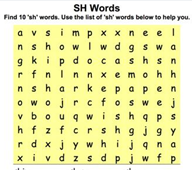 SH Words
Find 10 'sh' words. Use the list of 'sh' words below to help you.
a v s i m p x x n e e l
n s h o w l w d g s w a
g k i p d o c a s h s n
r f n l n n x e m o h h
n s h a r k e p a p e n
o w o j r c f o s w e j
v b o u q w i s h q p s
h f z f c r s h g j g y
r d x j y w h i j q n a
x i v d z s d p j w f p